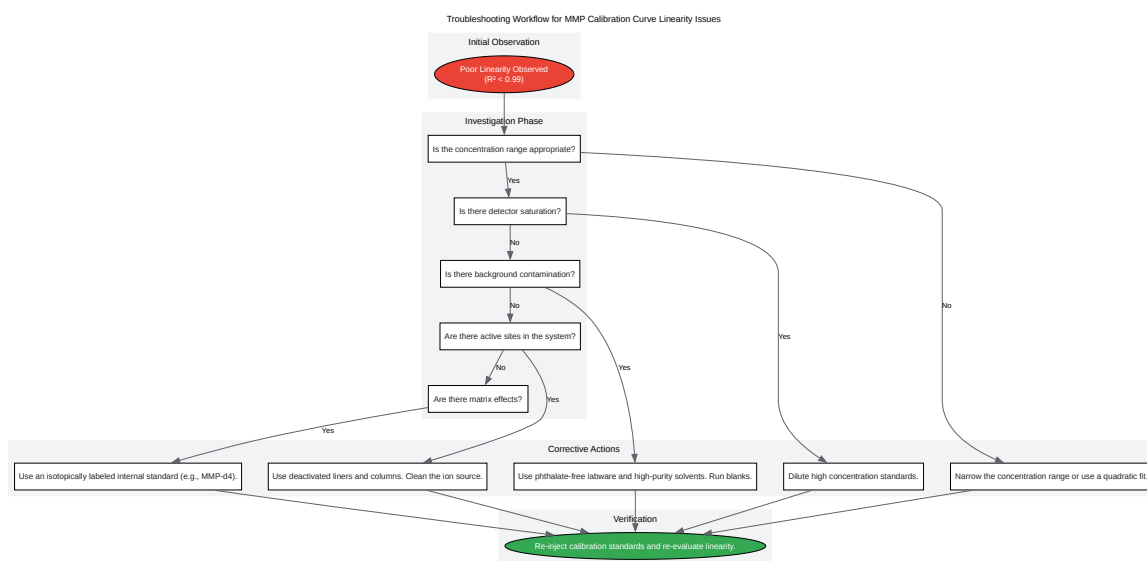 Troubleshooting Workflow for MMP Calibration Curve Linearity Issues
Initial Observation
Poor Linearity Observed
(R² < 0.99)
Investigation Phase
Is the concentration range appropriate?
Yes
Is there detector saturation?
No
Is there background contamination?
No
No
Yes
Are there active sites in the system?
No
Yes
Yes
Are there matrix effects?
Yes
Corrective Actions
Use an isotopically labeled internal standard (e.g., MMP-d4).
Use deactivated liners and columns. Clean the ion source.
Use phthalate-free labware and high-purity solvents. Run blanks.
Dilute high concentration standards.
Narrow the concentration range or use a quadratic fit.
Verification
Re-inject calibration standards and re-evaluate linearity.